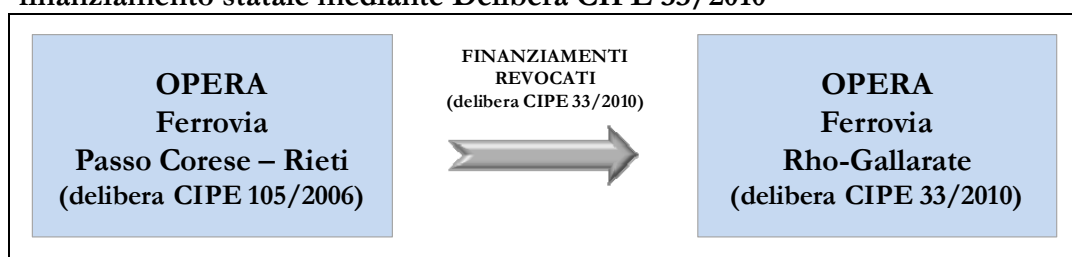 finanziamento statale mediante Delibera CIPE 33/2010
OPERA
Ferrovia
Passo Corese – Rieti
(delibera CIPE 105/2006)
FINANZIAMENTI
REVOCATI
(delibera CIPE 33/2010)
OPERA
Ferrovia
Rho-Gallarate
(delibera CIPE 33/2010)